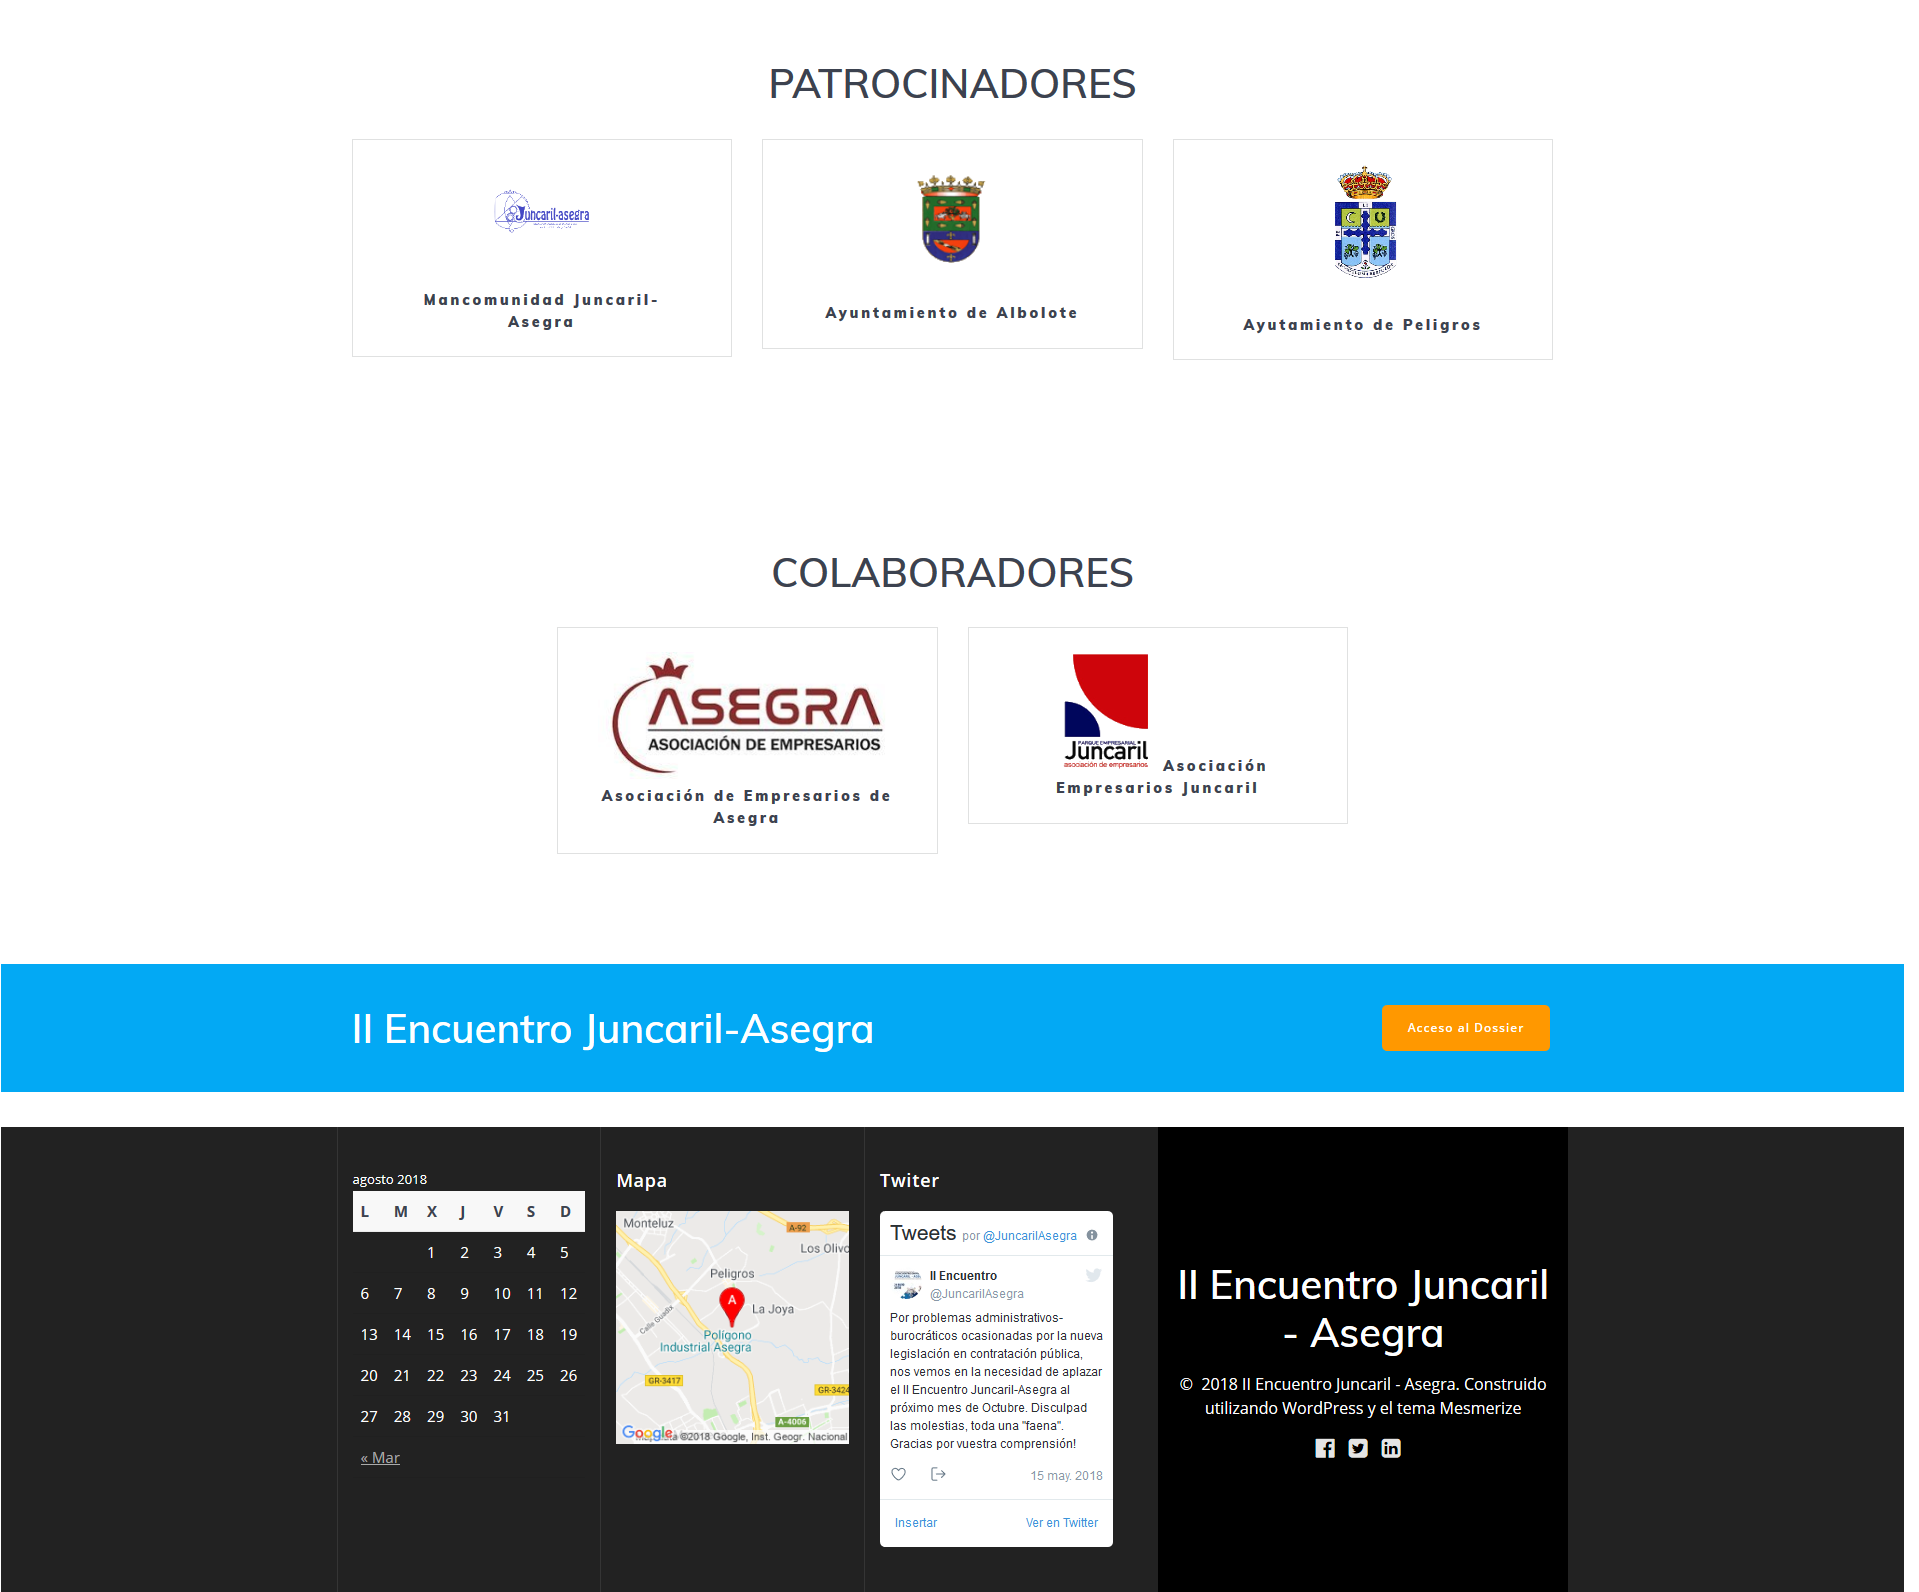 PATROCINADORES
Juncaril-asegra
Mancomunidad Juncaril-
Asegra
Ayuntamiento de Albolote
Ayutamiento de Peligros
COLABORADORES
ASEGRA
ASOCIACIÓN DE EMPRESARIOS
Asociación de Empresarios de
Asegra
PARQUE EMPRESARIAL
Juncaril
asociación de empresarios
Asociación
Empresarios Juncaril
II Encuentro Juncaril-Asegra
Acceso al Dossier
agosto 2018
L M X J V S D
1 2 3 4 5
6 7 8 9 10 11 12
13 14 15 16 17 18 19
20 21 22 23 24 25 26
27 28 29 30 31
« Mar
Mapa
Monteluz
A-92
Los Olivo
Peligros
A
La Joya
Calle Guadix
Polígono
Industrial Asegra
GR-3417
GR-3424
A-4006
Google
©2018 Google, Inst. Geogr. Nacional
Twiter
Tweets por @JuncarilAsegra
II Encuentro
@JuncarilAsegra
Por problemas administrativos-
burocráticos ocasionadas por la nueva
legislación en contratación pública,
nos vemos en la necesidad de aplazar
el II Encuentro Juncaril-Asegra al
próximo mes de Octubre. Disculpad
las molestias, toda una "faena".
Gracias por vuestra comprensión!
15 may. 2018
Insertar
Ver en Twitter
II Encuentro Juncaril
- Asegra
© 2018 II Encuentro Juncaril - Asegra. Construido
utilizando WordPress y el tema Mesmerize